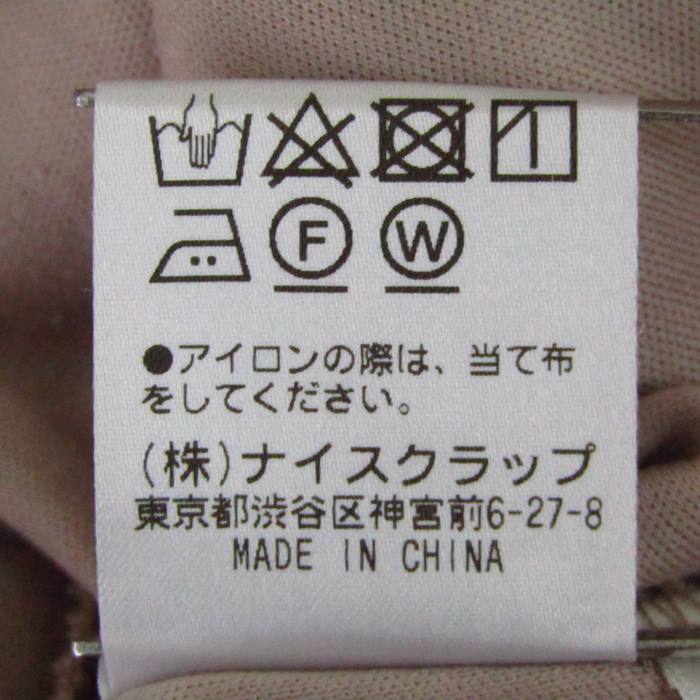 F W
●アイロンの際は、当て布
をしてください。
(株)ナイスクラップ
東京都渋谷区神宮前6-27-8
MADE IN CHINA